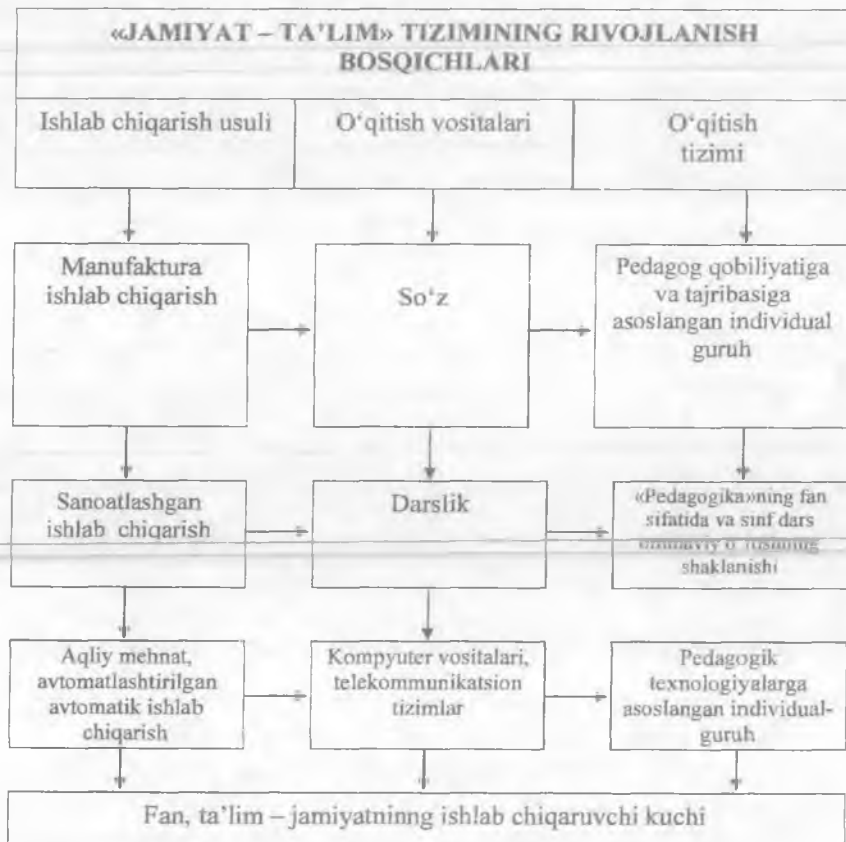 «JAMIYAT – TA'LIM» TIZIMINING RIVOJLANISH
BOSQICHLARI
Ishlab chiqarish usuli
O‘qitish vositalari
O‘qitish
tizimi
Manufaktura
ishlab chiqarish
So‘z
Pedagog qobiliyatiga
va tajribasiga
asoslangan individual
guruh
Sanoatlashgan
ishlab chiqarish
Darslik
«Pedagogika»ning fan
sifatida va sinf dars
shaklanishi
Aqliy mehnat,
avtomatlashtirilgan
avtomatik ishlab
chiqarish
Kompyuter vositalari,
telekommunikatsion
tizimlar
Pedagogik
texnologiyalarga
asoslangan individual-
guruh
Fan, ta’lim – jamiyatninng ishlab chiqaruvchi kuchi